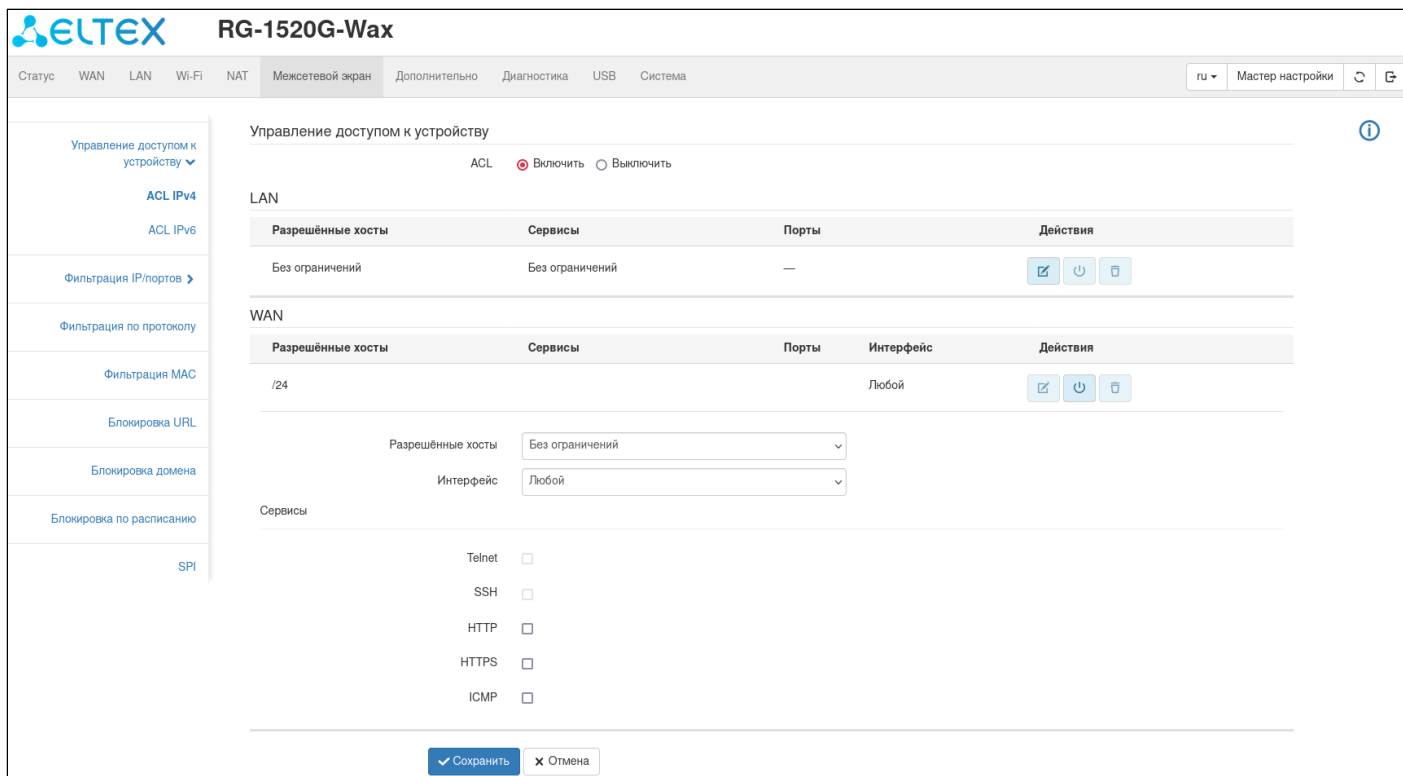 ELTEX RG-1520G-Wax
Статус WAN LAN Wi-Fi NAT Межсетевой экран Дополнительно Диагностика USB Система ru Мастер настройки
Управление доступом к
устройству
ACL IPv4
ACL IPv6
Фильтрация IP/портов
Фильтрация по протоколу
Фильтрация MAC
Блокировка URL
Блокировка домена
Блокировка по расписанию
SPI
Управление доступом к устройству
ACL Включить Выключить
LAN
Разрешённые хосты Сервисы Порты Действия
Без ограничений Без ограничений —
WAN
Разрешённые хосты Сервисы Порты Интерфейс Действия
/24 Любой
Разрешённые хосты Без ограничений
Интерфейс Любой
Сервисы
Telnet
SSH
HTTP
HTTPS
ICMP
Сохранить Отмена